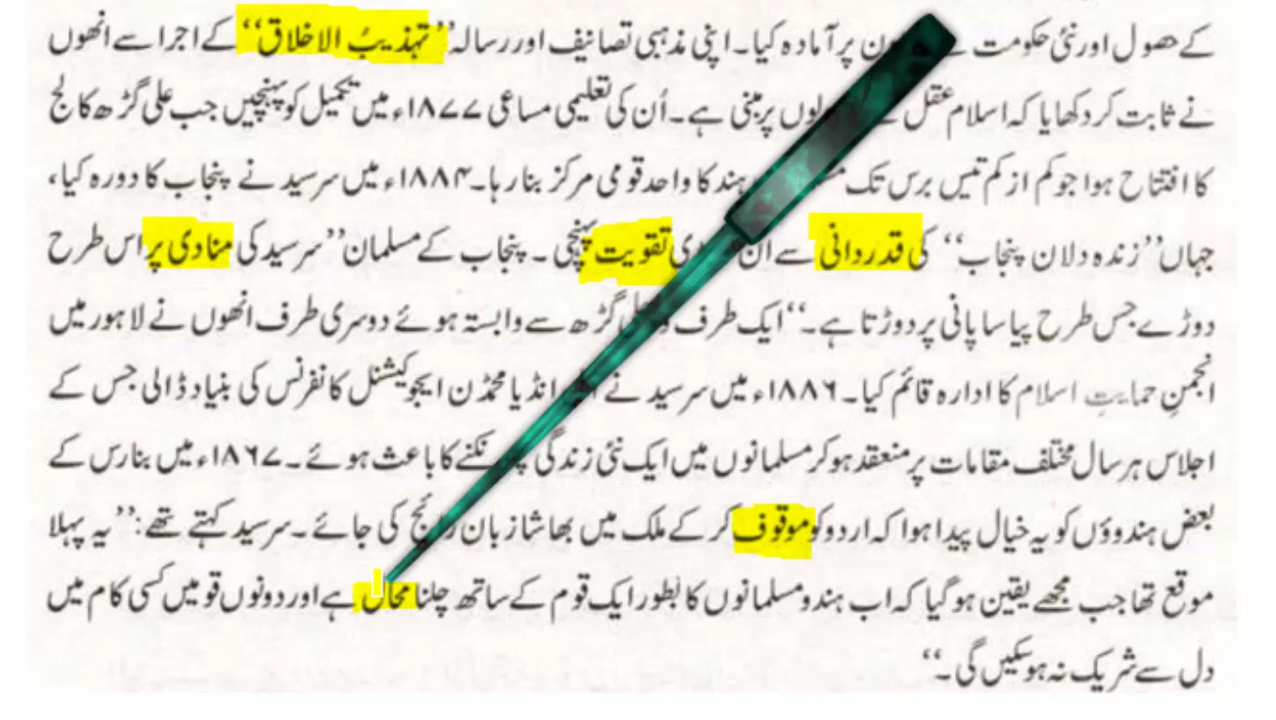 کے حصول اور نئی حکومت پر آمادہ کیا۔ اپنی مذہبی تصانیف اور رسالہ ”تہذیبُ الاخلاق“ کے اجرا سے انھوں
نے ثابت کر دکھایا کہ اسلام عقل پر مبنی ہے۔ اُن کی تعلیمی مساعی ۱۸۷۷ء میں تکمیل کو پہنچیں جب علی گڑھ کالج
کا افتتاح ہوا جو کم از کم تیس برس تک ہند کا واحد قومی مرکز بنا رہا۔ ۱۸۸۴ء میں سرسید نے پنجاب کا دورہ کیا،
جہاں ”زندہ دلان پنجاب“ کی قدردانی سے ان تقویت پہنچی۔ پنجاب کے مسلمان ”سرسید کی منادی پر اس طرح
دوڑے جس طرح پیاسا پانی پر دوڑتا ہے۔“ ایک طرف گڑھ سے وابستہ ہوئے دوسری طرف انھوں نے لاہور میں
انجمنِ حمایتِ اسلام کا ادارہ قائم کیا۔ ۱۸۸۶ء میں سرسید نے انڈیا محمڈن ایجوکیشنل کانفرنس کی بنیاد ڈالی جس کے
اجلاس ہر سال مختلف مقامات پر منعقد ہو کر مسلمانوں میں ایک نئی زندگی کا باعث ہوئے۔ ۱۸۶۷ء میں بنارس کے
بعض ہندوؤں کو یہ خیال پیدا ہوا کہ اردو کو موقوف کر کے ملک میں بھاشا زبان رائج کی جائے۔ سرسید کہتے تھے: ”یہ پہلا
موقع تھا جب مجھے یقین ہو گیا کہ اب ہندو مسلمانوں کا بطور ایک قوم کے ساتھ چلنا محال ہے اور دونوں قومیں کسی کام میں
دل سے شریک نہ ہو سکیں گی۔“